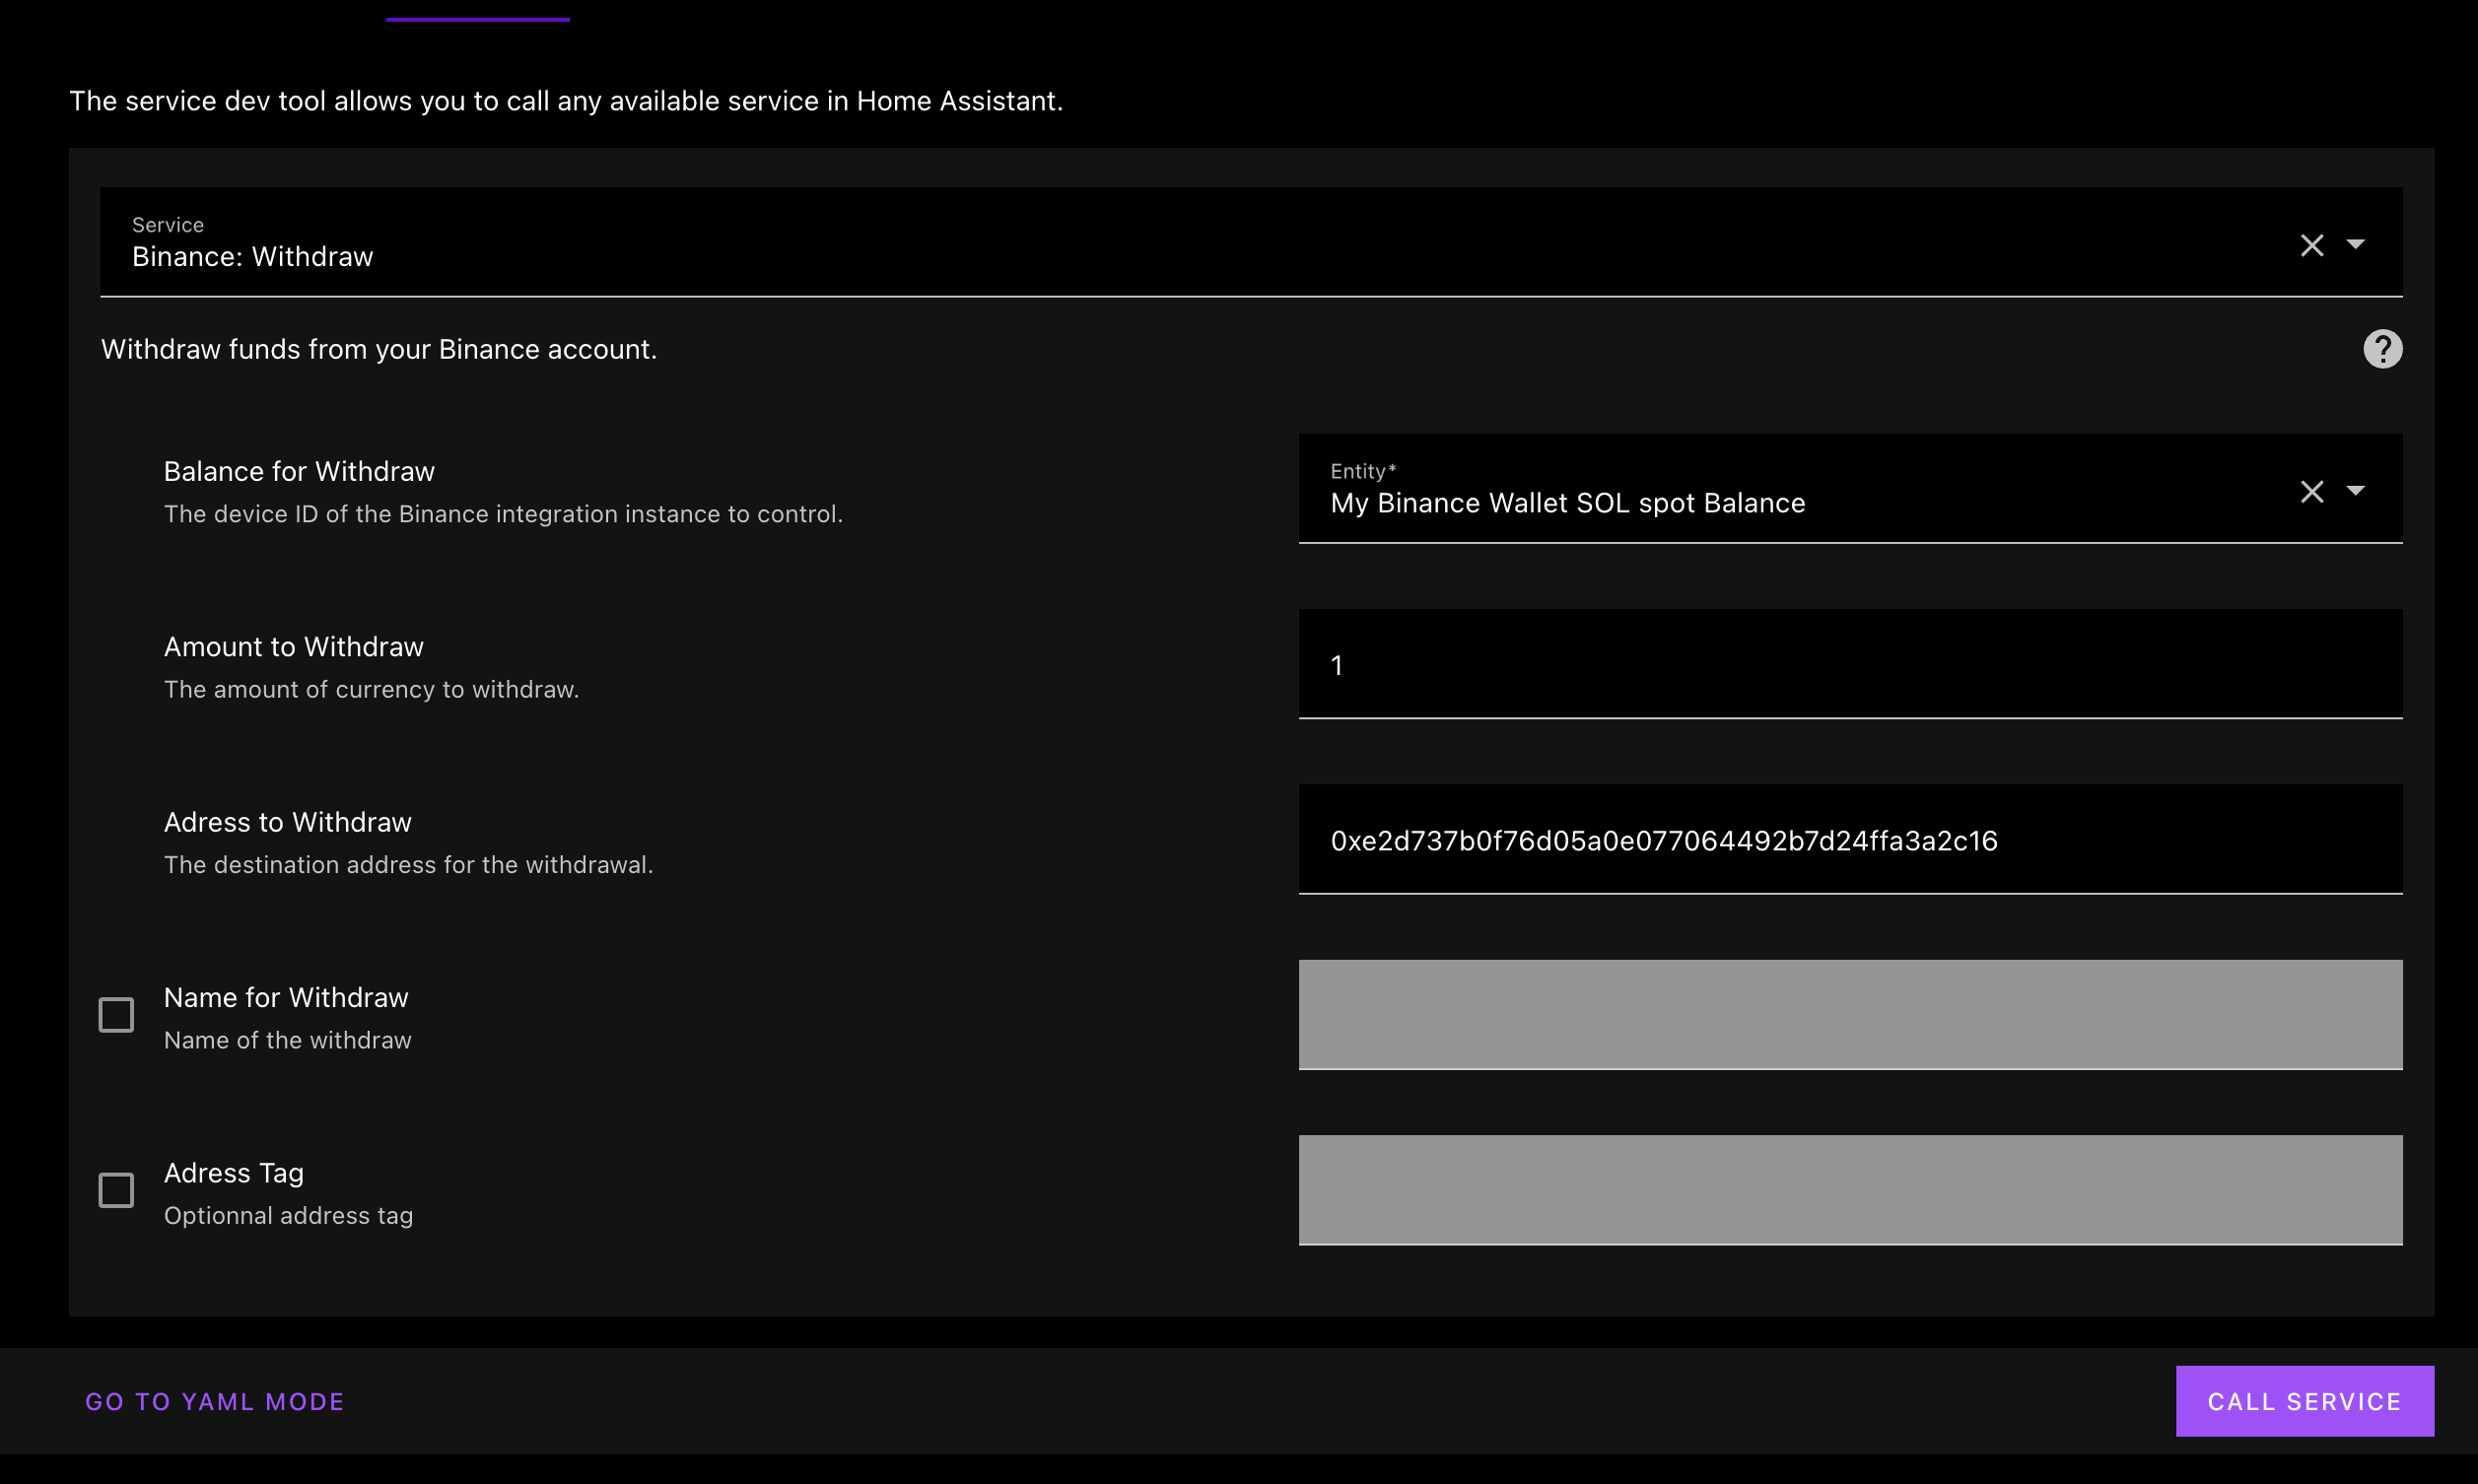 The service dev tool allows you to call any available service in Home Assistant.
Service
Binance: Withdraw
Withdraw funds from your Binance account.
Balance for Withdraw
The device ID of the Binance integration instance to control.
Entity*
My Binance Wallet SOL spot Balance
Amount to Withdraw
The amount of currency to withdraw.
1
Adress to Withdraw
The destination address for the withdrawal.
0xe2d737b0f76d05a0e077064492b7d24ffa3a2c16
Name for Withdraw
Name of the withdraw
Adress Tag
Optionnal address tag
GO TO YAML MODE
CALL SERVICE